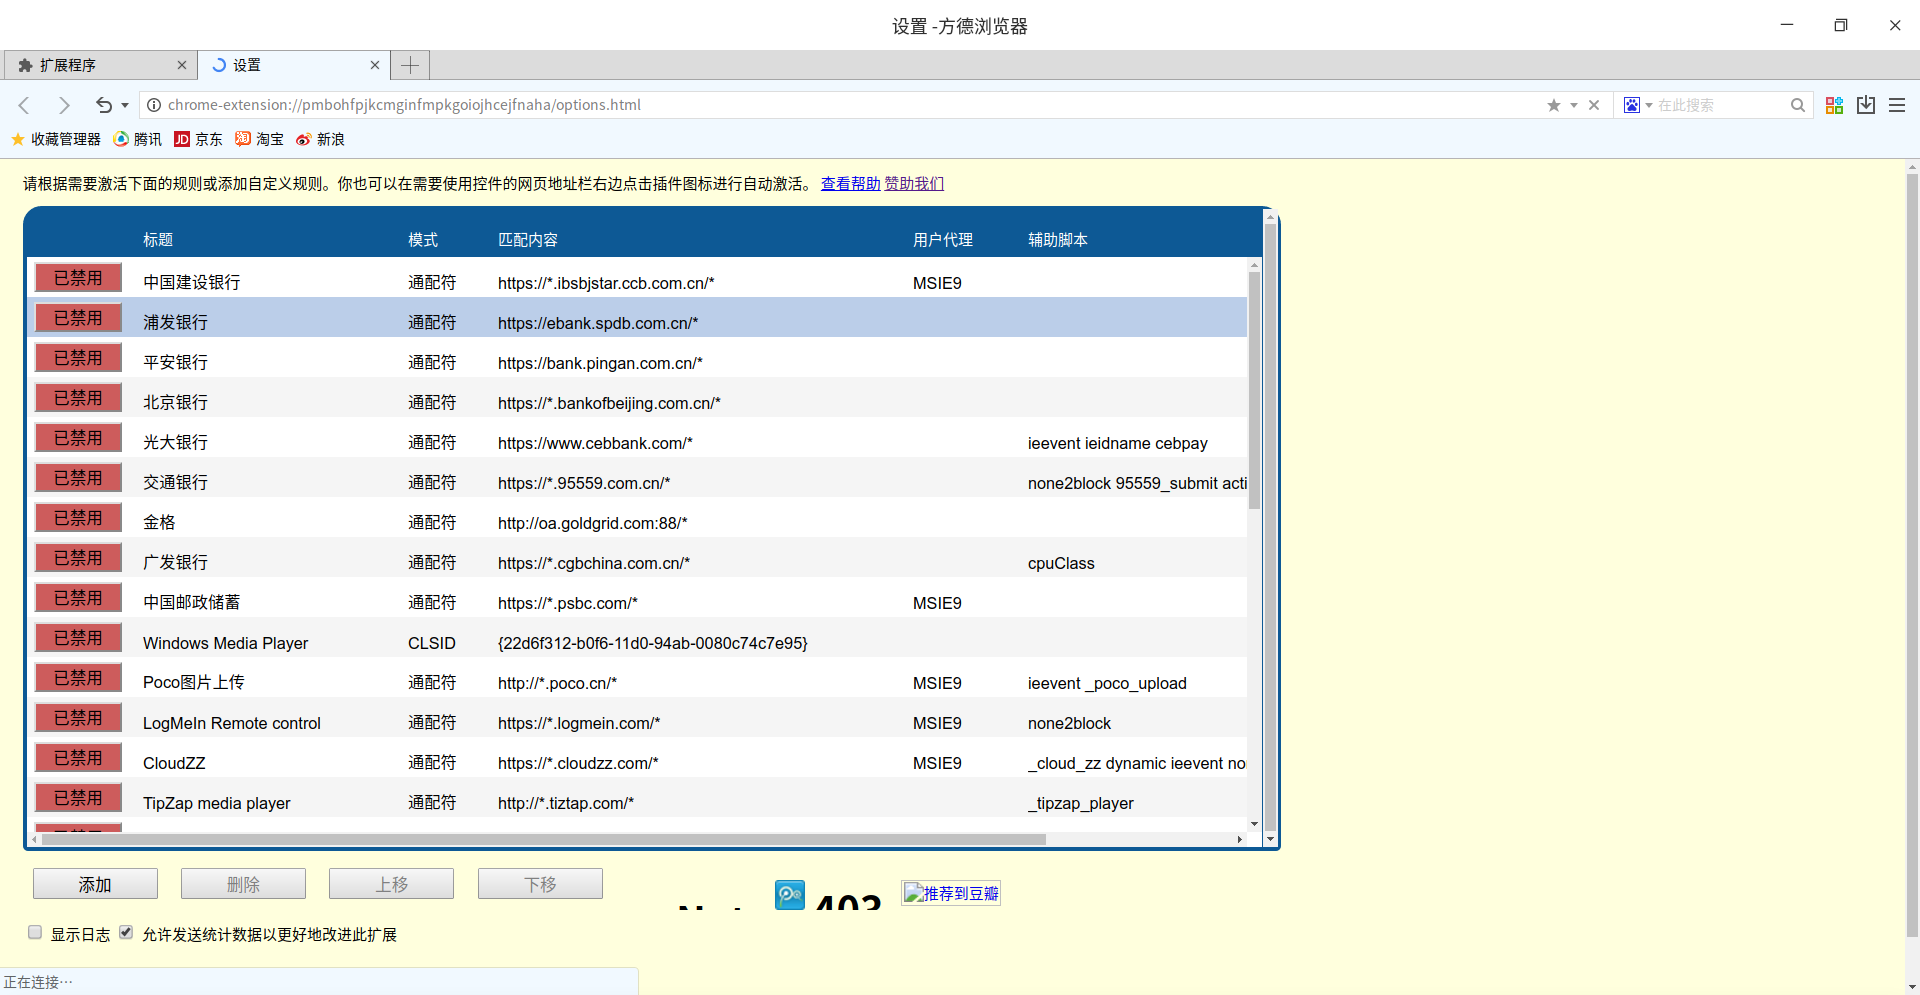 设置 -方德浏览器
扩展程序
设置
chrome-extension://pmbohfpjkcmginfmpkgoiojhcejfnaha/options.html
在此搜索
收藏管理器 腾讯 JD 京东 淘 淘宝 新浪
请根据需要激活下面的规则或添加自定义规则。你也可以在需要使用控件的网页地址栏右边点击插件图标进行自动激活。 查看帮助 赞助我们
标题 模式 匹配内容 用户代理 辅助脚本
已禁用 中国建设银行 通配符 https://*.ibsbjstar.ccb.com.cn/* MSIE9
已禁用 浦发银行 通配符 https://ebank.spdb.com.cn/*
已禁用 平安银行 通配符 https://bank.pingan.com.cn/*
已禁用 北京银行 通配符 https://*.bankofbeijing.com.cn/*
已禁用 光大银行 通配符 https://www.cebbank.com/* ieevent ieidname cebpay
已禁用 交通银行 通配符 https://*.95559.com.cn/* none2block 95559_submit acti
已禁用 金格 通配符 http://oa.goldgrid.com:88/*
已禁用 广发银行 通配符 https://*.cgbchina.com.cn/* cpuClass
已禁用 中国邮政储蓄 通配符 https://*.psbc.com/* MSIE9
已禁用 Windows Media Player CLSID {22d6f312-b0f6-11d0-94ab-0080c74c7e95}
已禁用 Poco图片上传 通配符 http://*.poco.cn/* MSIE9 ieevent _poco_upload
已禁用 LogMeIn Remote control 通配符 https://*.logmein.com/* MSIE9 none2block
已禁用 CloudZZ 通配符 https://*.cloudzz.com/* MSIE9 _cloud_zz dynamic ieevent no
已禁用 TipZap media player 通配符 http://*.tiztap.com/* _tipzap_player
添加 删除 上移 下移
403 推荐到豆瓣
显示日志 允许发送统计数据以更好地改进此扩展
正在连接…